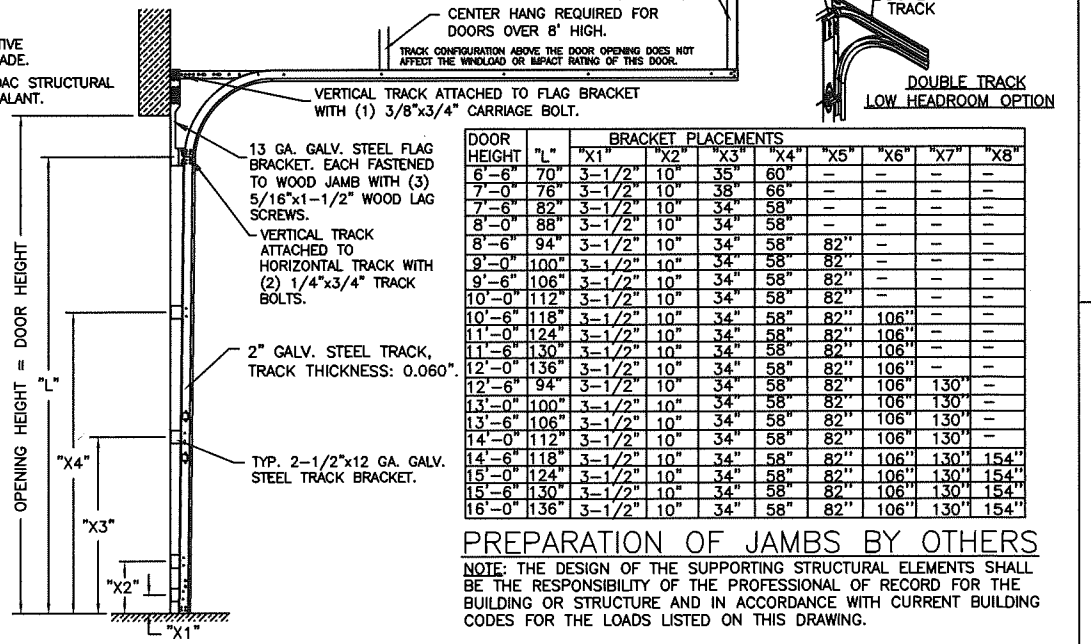 CENTER HANG REQUIRED FOR
DOORS OVER 8' HIGH.
TRACK CONFIGURATION ABOVE THE DOOR OPENING DOES NOT
AFFECT THE WINDLOAD OR IMPACT RATING OF THIS DOOR.
TRACK
TIVE
ADE.
DAC STRUCTURAL
ALANT.
DOUBLE TRACK
LOW HEADROOM OPTION
VERTICAL TRACK ATTACHED TO FLAG BRACKET
WITH (1) 3/8"x3/4" CARRIAGE BOLT.
13 GA. GALV. STEEL FLAG
BRACKET. EACH FASTENED
TO WOOD JAMB WITH (3)
5/16"x1-1/2" WOOD LAG
SCREWS.
VERTICAL TRACK
ATTACHED TO
HORIZONTAL TRACK WITH
(2) 1/4"x3/4" TRACK
BOLTS.
2" GALV. STEEL TRACK,
TRACK THICKNESS: 0.060".
TYP. 2-1/2"x12 GA. GALV.
STEEL TRACK BRACKET.
OPENING HEIGHT = DOOR HEIGHT
"L"
"X4"
"X3"
"X2"
"X1"
DOOR HEIGHT "L" BRACKET PLACEMENTS
"X1" "X2" "X3" "X4" "X5" "X6" "X7" "X8"
6'-6" 70" 3-1/2" 10" 35" 60" - - - -
7'-0" 76" 3-1/2" 10" 38" 66" - - - -
7'-6" 82" 3-1/2" 10" 34" 58" - - - -
8'-0" 88" 3-1/2" 10" 34" 58" - - - -
8'-6" 94" 3-1/2" 10" 34" 58" 82" - - -
9'-0" 100" 3-1/2" 10" 34" 58" 82" - - -
9'-6" 106" 3-1/2" 10" 34" 58" 82" - - -
10'-0" 112" 3-1/2" 10" 34" 58" 82" - - -
10'-6" 118" 3-1/2" 10" 34" 58" 82" 106" - -
11'-0" 124" 3-1/2" 10" 34" 58" 82" 106" - -
11'-6" 130" 3-1/2" 10" 34" 58" 82" 106" - -
12'-0" 136" 3-1/2" 10" 34" 58" 82" 106" - -
12'-6" 94" 3-1/2" 10" 34" 58" 82" 106" 130" -
13'-0" 100" 3-1/2" 10" 34" 58" 82" 106" 130" -
13'-6" 106" 3-1/2" 10" 34" 58" 82" 106" 130" -
14'-0" 112" 3-1/2" 10" 34" 58" 82" 106" 130" -
14'-6" 118" 3-1/2" 10" 34" 58" 82" 106" 130" 154"
15'-0" 124" 3-1/2" 10" 34" 58" 82" 106" 130" 154"
15'-6" 130" 3-1/2" 10" 34" 58" 82" 106" 130" 154"
16'-0" 136" 3-1/2" 10" 34" 58" 82" 106" 130" 154"
PREPARATION OF JAMBS BY OTHERS
NOTE: THE DESIGN OF THE SUPPORTING STRUCTURAL ELEMENTS SHALL
BE THE RESPONSIBILITY OF THE PROFESSIONAL OF RECORD FOR THE
BUILDING OR STRUCTURE AND IN ACCORDANCE WITH CURRENT BUILDING
CODES FOR THE LOADS LISTED ON THIS DRAWING.